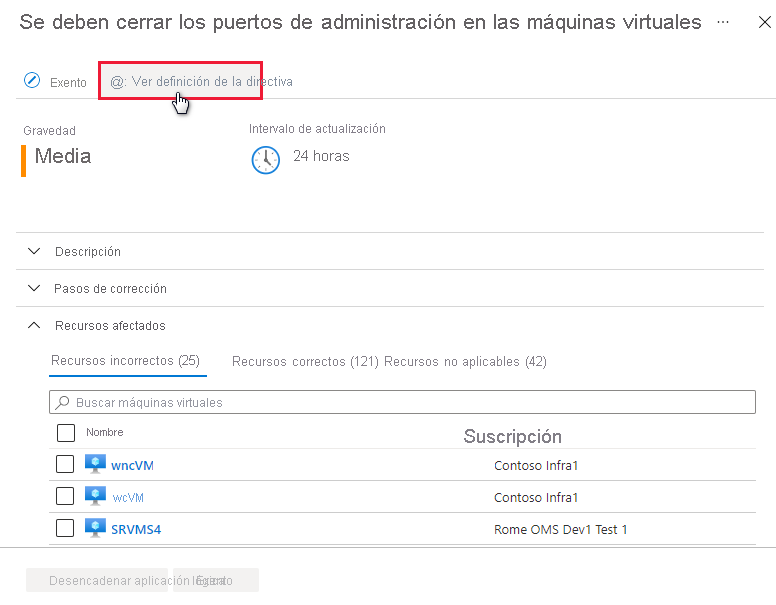 Se deben cerrar los puertos de administración en las máquinas virtuales ...
Exento @: Ver definición de la directiva
Gravedad Intervalo de actualización
Media 24 horas
Descripción
Pasos de corrección
Recursos afectados
Recursos incorrectos (25) Recursos correctos (121) Recursos no aplicables (42)
Buscar máquinas virtuales
Nombre Suscripción
wncVM Contoso Infra1
wcVM Contoso Infra1
SRVMS4 Rome OMS Dev1 Test 1
Desencadenar aplicación lógica Exento